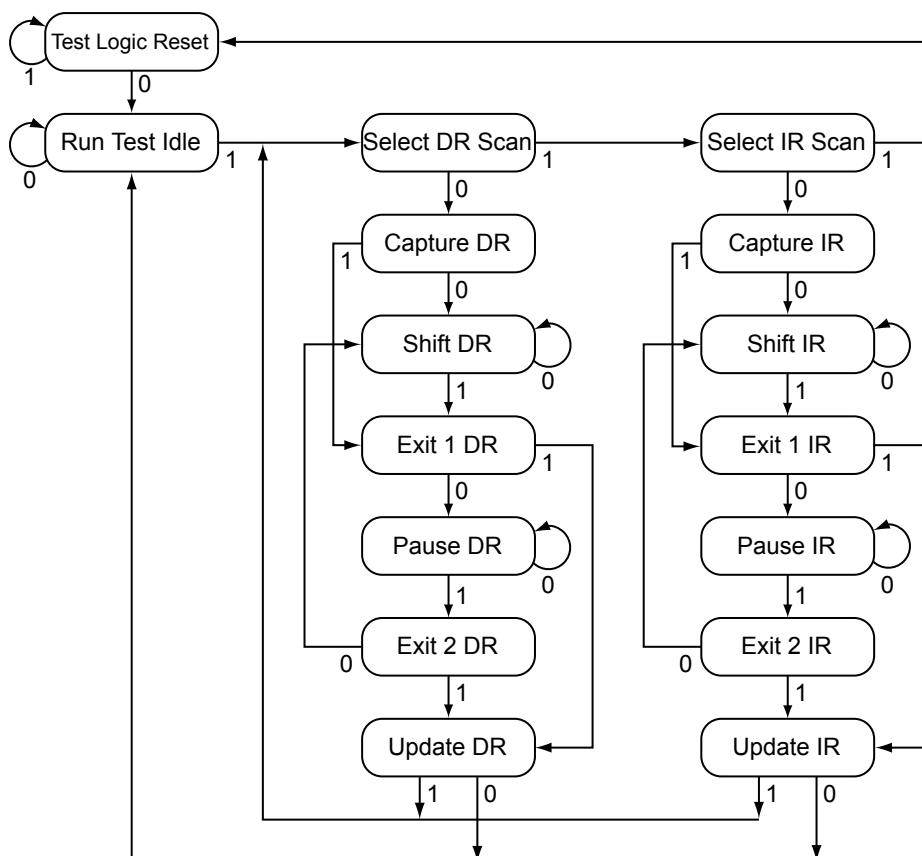 Test Logic Reset
1
0
Run Test Idle
0
1
Select DR Scan
1
Select IR Scan
1
0
0
Capture DR
Capture IR
1
0
1
0
Shift DR
0
Shift IR
0
1
1
Exit 1 DR
1
Exit 1 IR
1
0
0
Pause DR
0
Pause IR
0
1
1
Exit 2 DR
0
Exit 2 IR
0
1
1
Update DR
Update IR
1
0
1
0